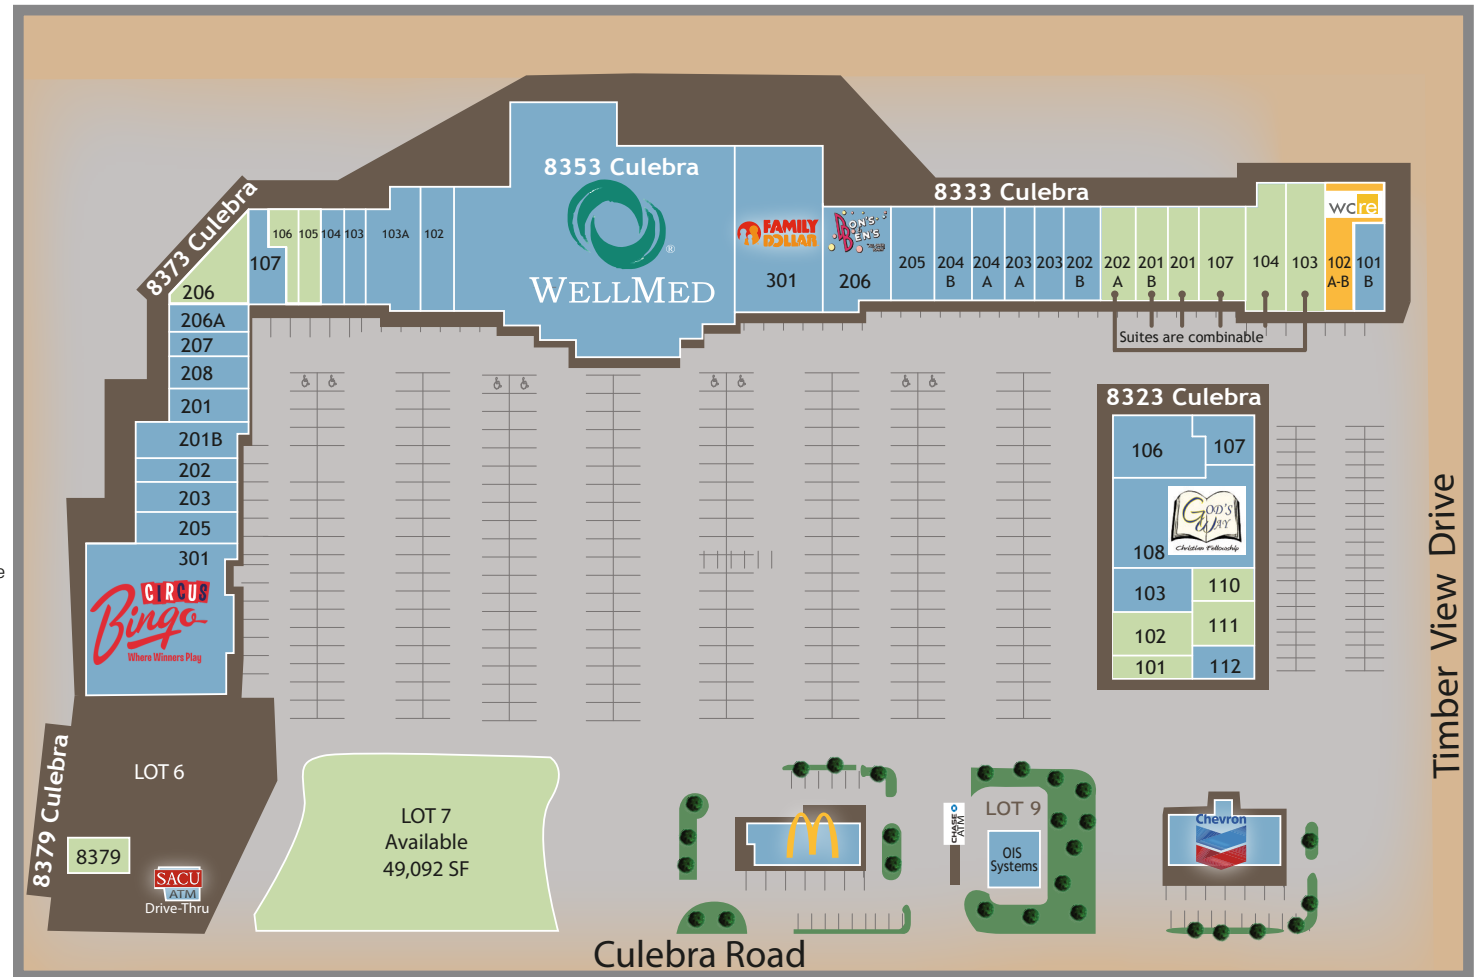 8353 Culebra
WELLMED
®
FAMILY
DOLLAR
301
8333 Culebra
DON'S
BEN'S
206
205
204
B
204
A
203
A
203
202
B
202
A
201
B
201
107
104
103
wcre
102
A-B
101
B
Suites are combinable
8373 Culebra
206
107
106
105
104
103
103A
102
206A
207
208
201
201B
202
203
205
301
CIRCUS
Bingo
Where Winners Play
e
8323 Culebra
106
107
GOD'S
WAY
Christian Fellowship
108
103
110
102
111
101
112
Timber View Drive
8379 Culebra
LOT 6
8379
SACU
ATM
Drive-Thru
LOT 7
Available
49,092 SF
CHASE
ATM
LOT 9
OIS
Systems
Chevron
Culebra Road